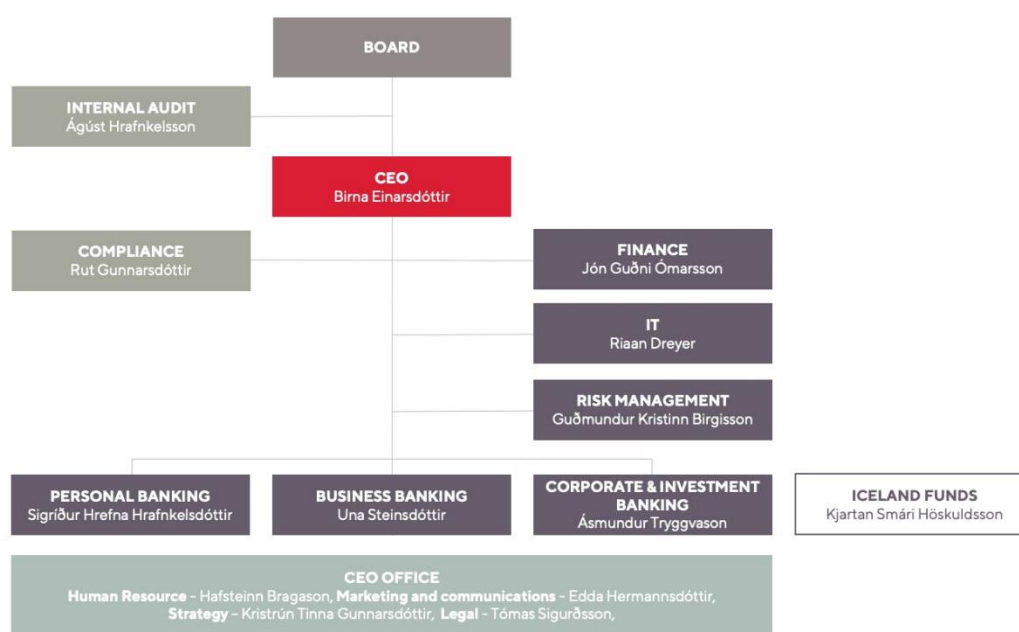 BOARD
INTERNAL AUDIT
Ágúst Hrafnkelsson
CEO
Birna Einarsdóttir
COMPLIANCE
Rut Gunnarsdóttir
FINANCE
Jón Guðni Ómarsson
IT
Riaan Dreyer
RISK MANAGEMENT
Guðmundur Kristinn Birgisson
PERSONAL BANKING
Sigríður Hrefna Hrafnkelsdóttir
BUSINESS BANKING
Una Steinsdóttir
CORPORATE & INVESTMENT
BANKING
Ásmundur Tryggvason
ICELAND FUNDS
Kjartan Smári Höskuldsson
CEO OFFICE
Human Resource - Hafsteinn Bragason, Marketing and communications - Edda Hermannsdóttir,
Strategy – Kristrún Tinna Gunnarsdóttir, Legal - Tómas Sigurðsson,